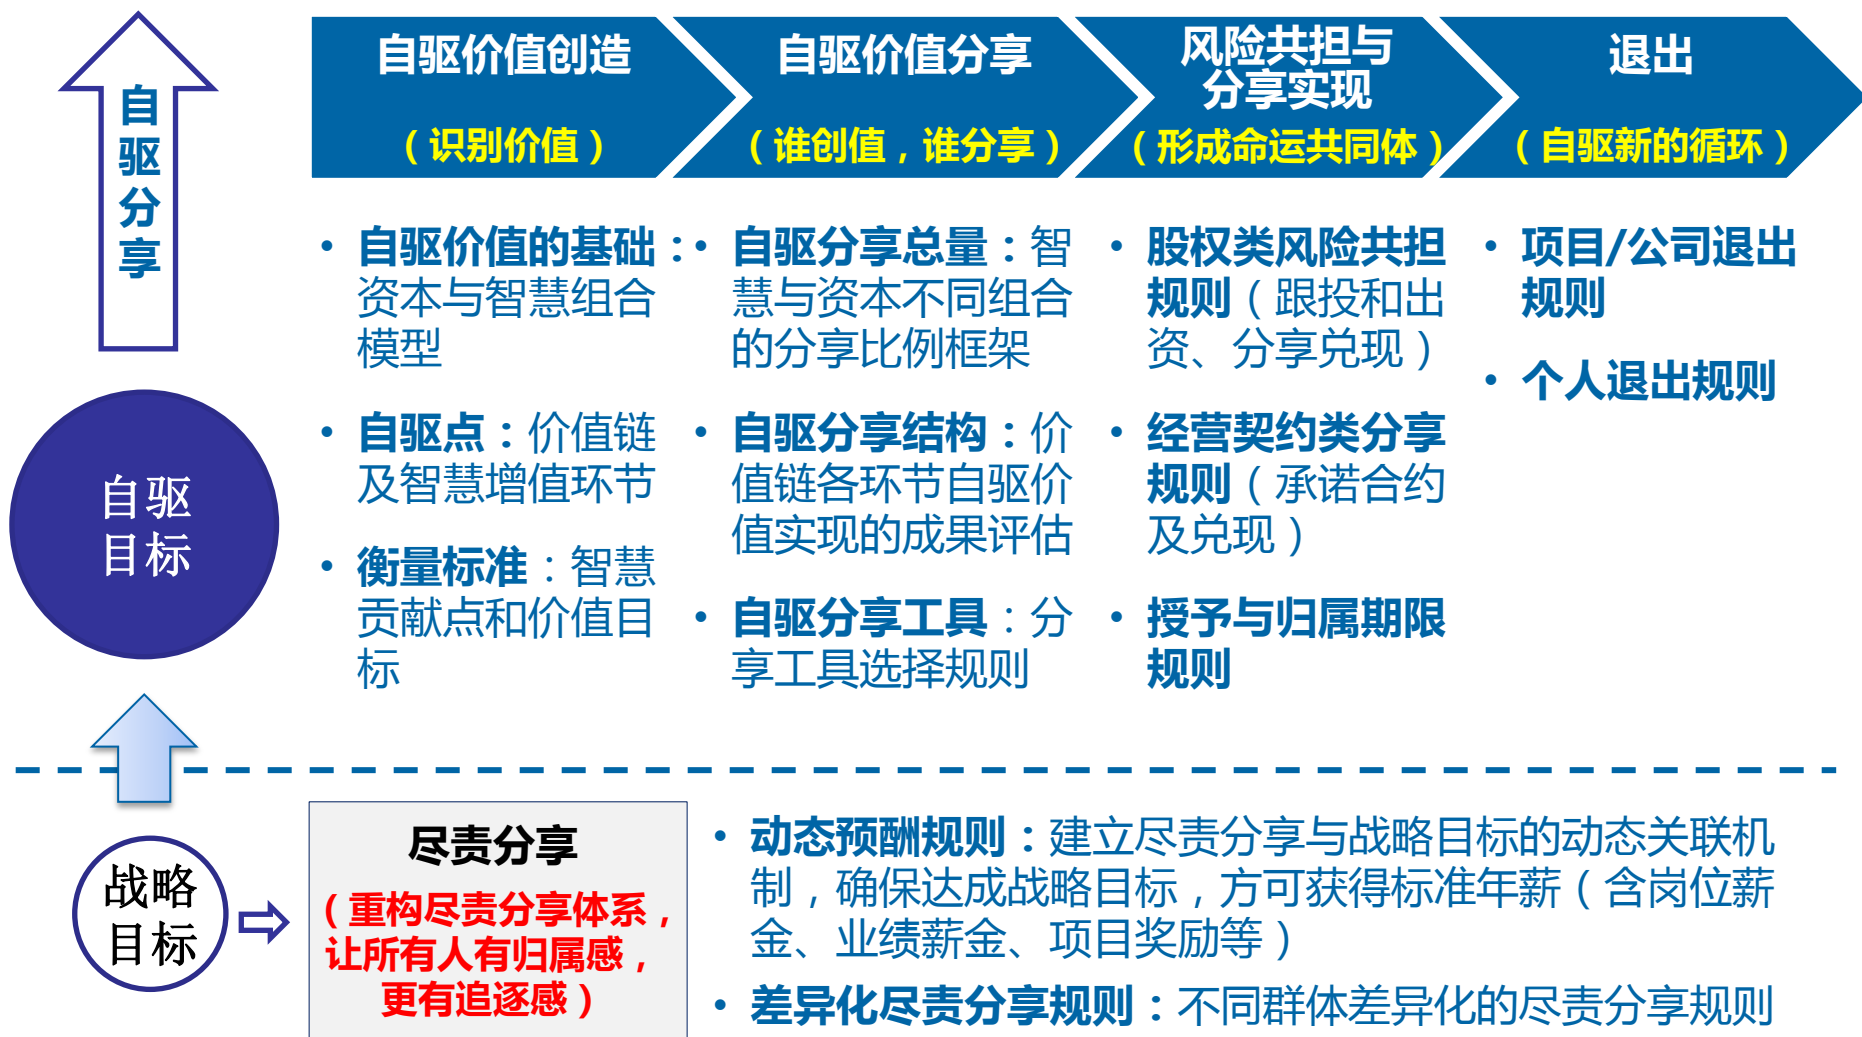 自驱分享
自驱
目标
战略
目标
自驱价值创造
（识别价值）
自驱价值分享
（谁创值，谁分享）
风险共担与
分享实现
（形成命运共同体）
退出
（自驱新的循环）
• 自驱价值的基础：
资本与智慧组合
模型
• 自驱点：价值链
及智慧增值环节
• 衡量标准：智慧
贡献点和价值目
标
• 自驱分享总量：智
慧与资本不同组合
的分享比例框架
• 自驱分享结构：价
值链各环节自驱价
值实现的成果评估
• 自驱分享工具：分
享工具选择规则
• 股权类风险共担
规则（跟投和出
资、分享兑现）
• 经营契约类分享
规则（承诺合约
及兑现）
• 授予与归属期限
规则
• 项目/公司退出
规则
• 个人退出规则
尽责分享
（重构尽责分享体系，
让所有人有归属感，
更有追逐感）
• 动态预酬规则：建立尽责分享与战略目标的动态关联机
制，确保达成战略目标，方可获得标准年薪（含岗位薪
金、业绩薪金、项目奖励等）
• 差异化尽责分享规则：不同群体差异化的尽责分享规则